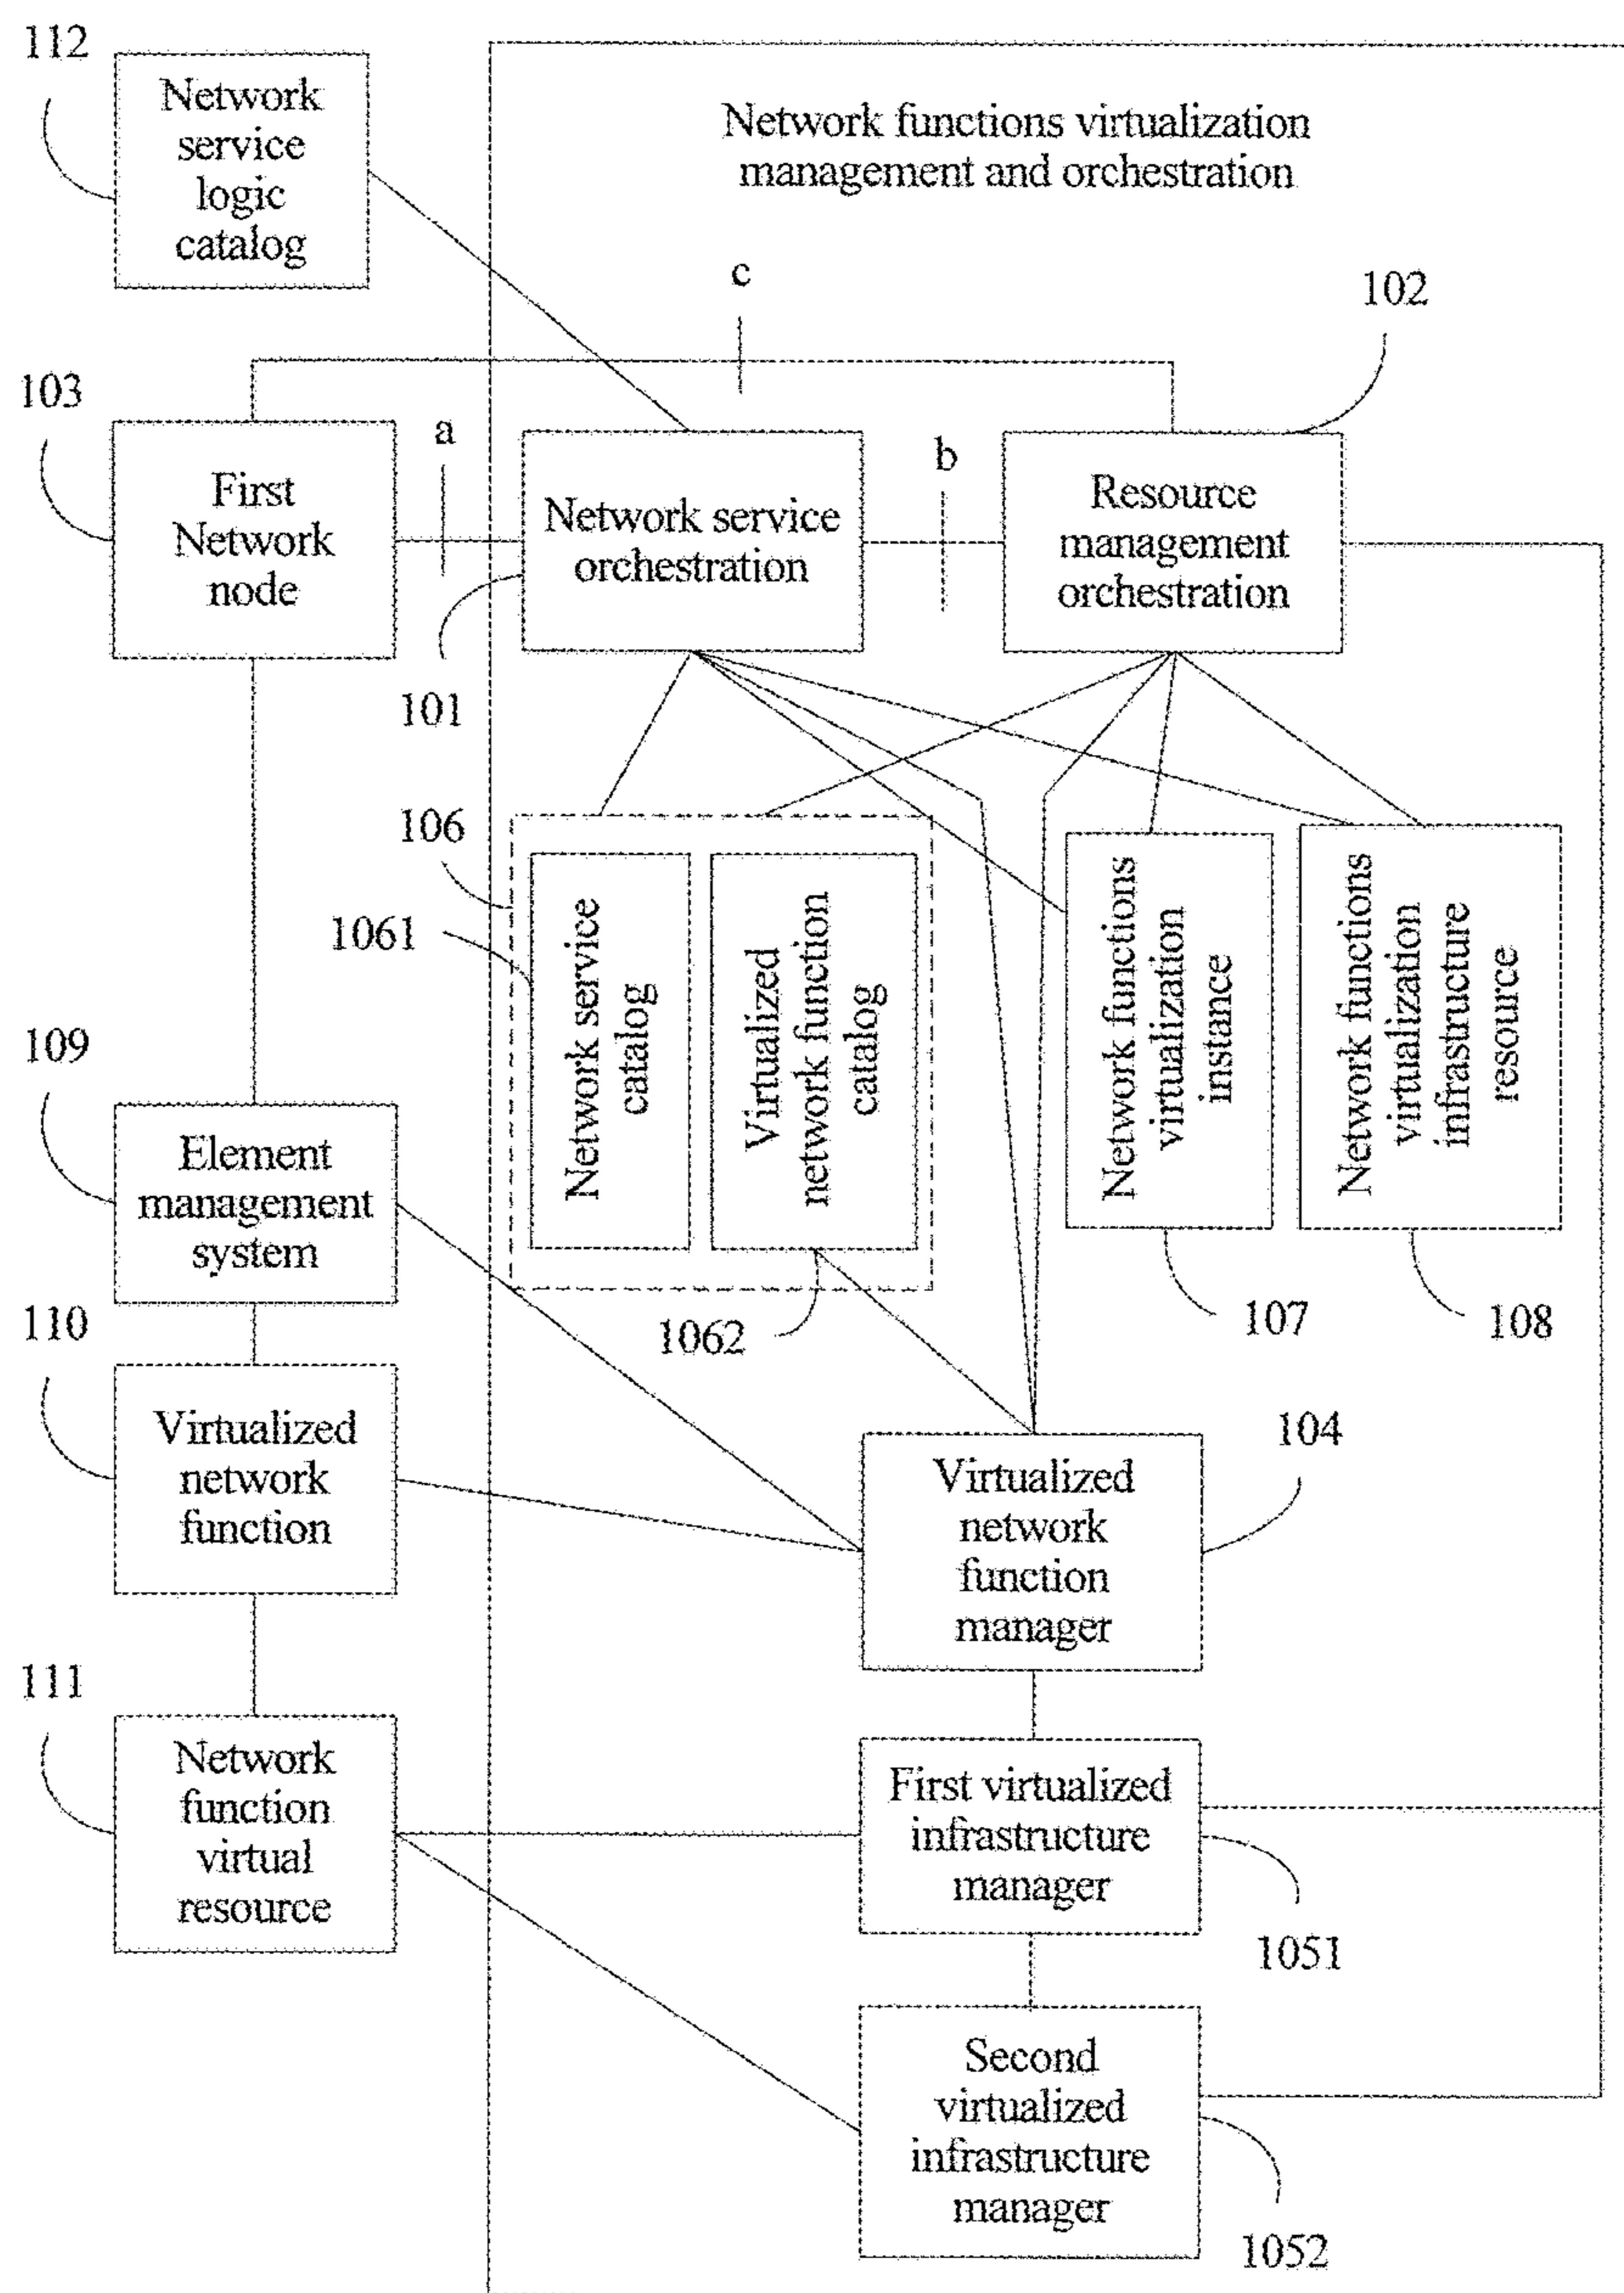 112
Network
service
logic
catalog
Network functions virtualization
management and orchestration
c
102
103
First
Network
node
a
Network service
orchestration
b
Resource
management
orchestration
101
106
1061
Network service
catalog
Virtualized
network function
catalog
Network functions
virtualization
instance
Network functions
virtualization
infrastructure
resource
109
Element
management
system
1062
107
108
110
Virtualized
network
function
104
Virtualized
network
function
manager
111
Network
function
virtual
resource
First virtualized
infrastructure
manager
1051
Second
virtualized
infrastructure
manager
1052